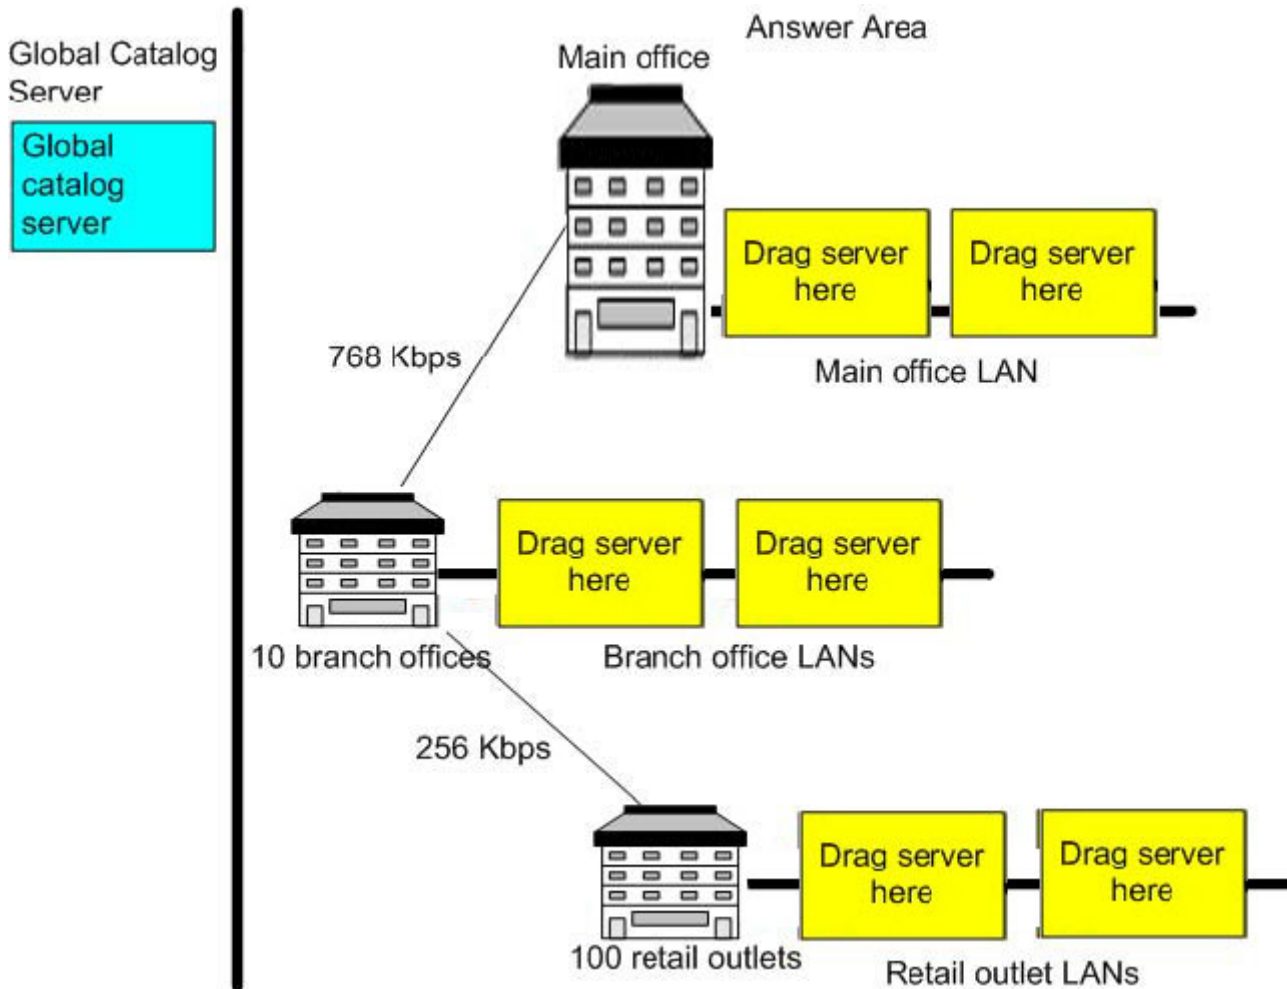 Answer Area
Global Catalog
Server
Global
catalog
server
Main office
Drag server
here
Drag server
here
Main office LAN
768 Kbps
Drag server
here
Drag server
here
10 branch offices
Branch office LANs
256 Kbps
Drag server
here
Drag server
here
100 retail outlets
Retail outlet LANs